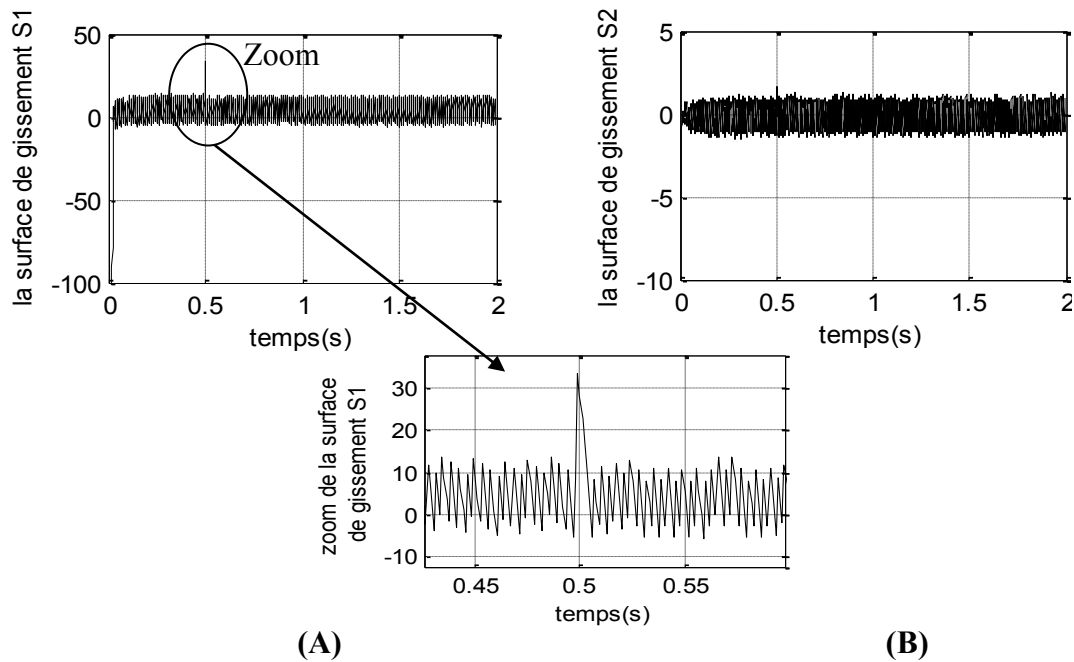 la surface de gissement S1
50
0
-50
-100
0
0.5
1
1.5
2
temps(s)
Zoom
la surface de gissement S2
5
0
-5
-10
0
0.5
1
1.5
2
temps(s)
zoom de la surface
de gissement S1
30
20
10
0
-10
0.45
0.5
0.55
temps(s)
(A)
(B)